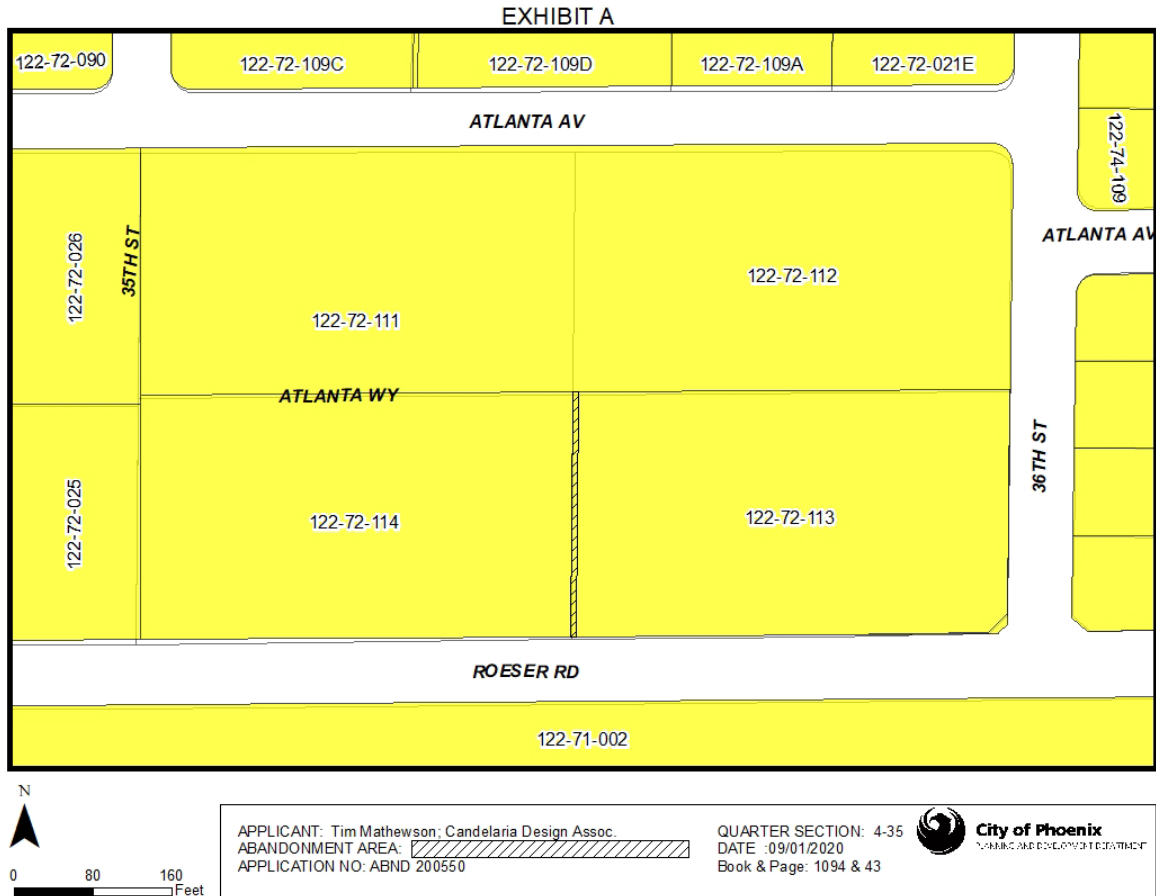 EXHIBIT A
122-72-090
122-72-109C
122-72-109D
122-72-109A
122-72-021E
ATLANTA AV
122-74-109
35TH ST
122-72-026
ATLANTA AV
122-72-112
122-72-111
ATLANTA WY
36TH ST
122-72-025
122-72-114
122-72-113
ROESER RD
122-71-002
N
0 80 160
Feet
APPLICANT: Tim Mathewson; Candelaria Design Assoc.
ABANDONMENT AREA:
APPLICATION NO: ABND 200550
QUARTER SECTION: 4-35
DATE :09/01/2020
Book & Page: 1094 & 43
City of Phoenix
PLANNING AND DEVELOPMENT DEPARTMENT